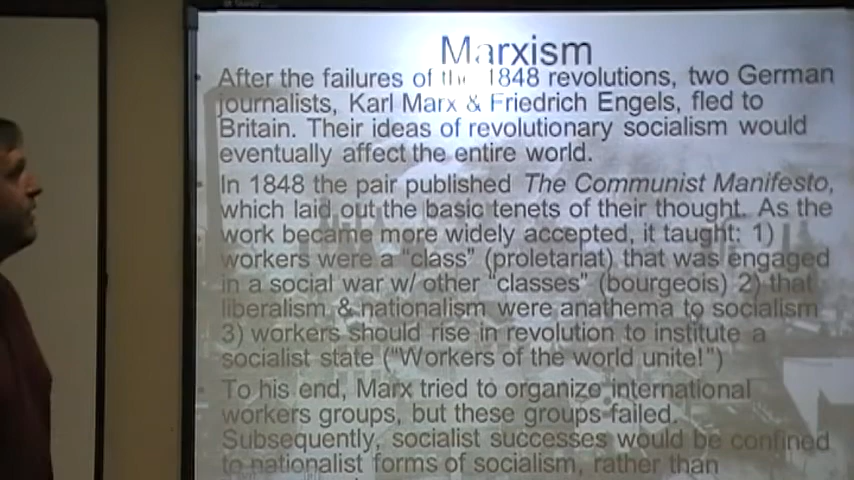 Marxism
After the failures of the 1848 revolutions, two German
journalists, Karl Marx & Friedrich Engels, fled to
Britain. Their ideas of revolutionary socialism would
eventually affect the entire world.
In 1848 the pair published The Communist Manifesto,
which laid out the basic tenets of their thought. As the
work became more widely accepted, it taught: 1)
workers were a "class" (proletariat) that was engaged
in a social war w/ other "classes" (bourgeois) 2) that
liberalism & nationalism were anathema to socialism
3) workers should rise in revolution to institute a
socialist state ("Workers of the world unite!")
To his end, Marx tried to organize international
workers groups, but these groups failed.
Subsequently, socialist successes would be confined
to nationalist forms of socialism, rather than